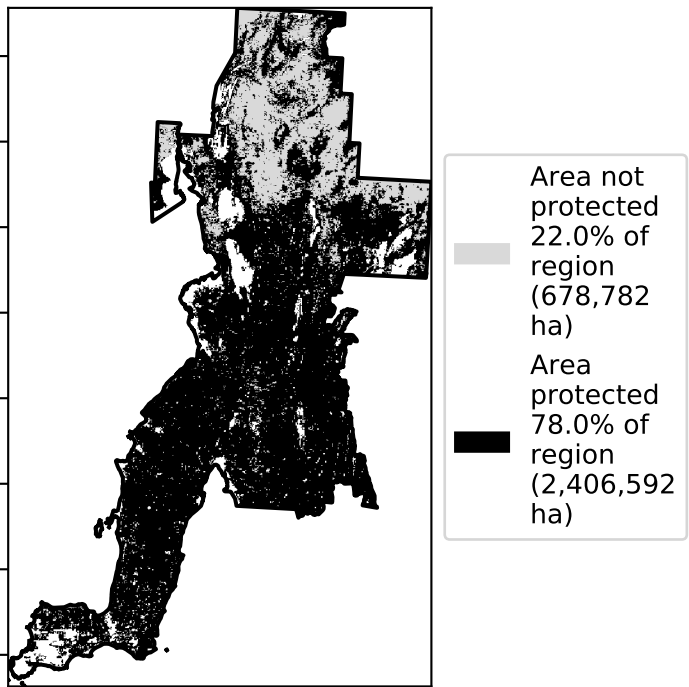 Area not
protected
22.0% of
region
(678,782
ha)
Area
protected
78.0% of
region
(2,406,592
ha)